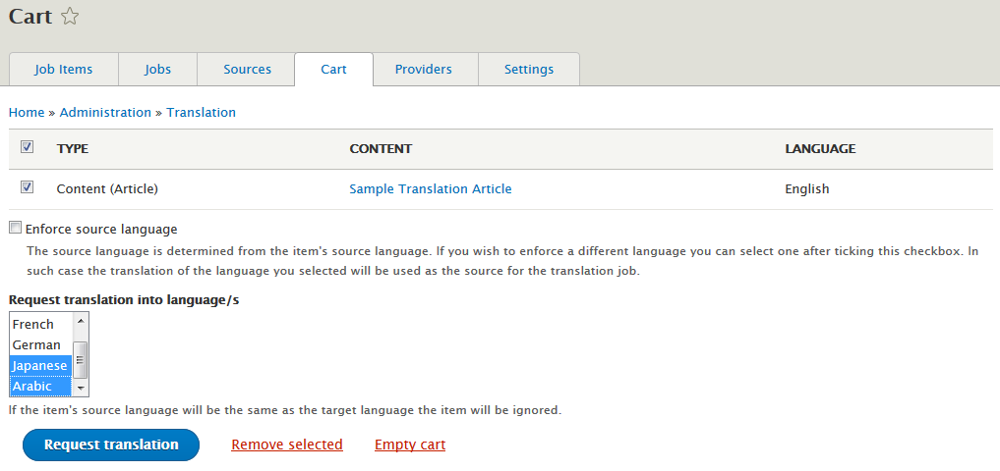 Cart
Job Items Jobs Sources Cart Providers Settings
Home » Administration » Translation
TYPE CONTENT LANGUAGE
Content (Article) Sample Translation Article English
Enforce source language
The source language is determined from the item's source language. If you wish to enforce a different language you can select one after ticking this checkbox. In
such case the translation of the language you selected will be used as the source for the translation job.
Request translation into language/s
French
German
Japanese
Arabic
If the item's source language will be the same as the target language the item will be ignored.
Request translation Remove selected Empty cart